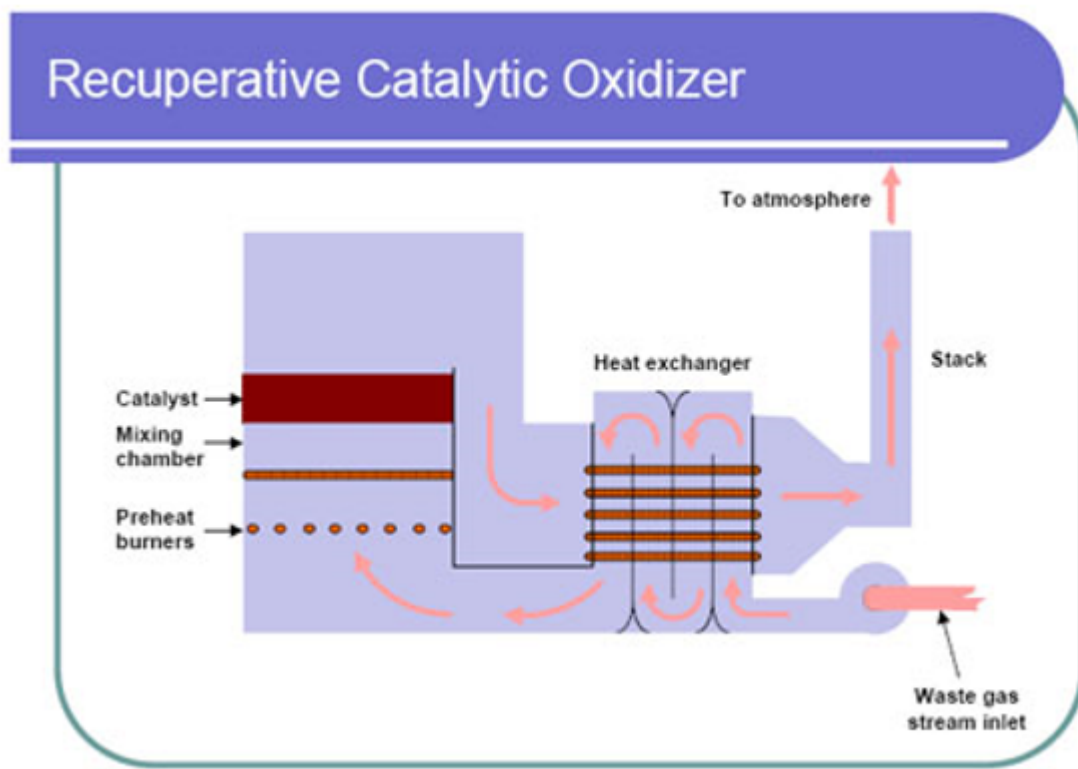 Recuperative Catalytic Oxidizer
To atmosphere
Stack
Heat exchanger
Catalyst
Mixing
chamber
Preheat
burners
Waste gas
stream inlet